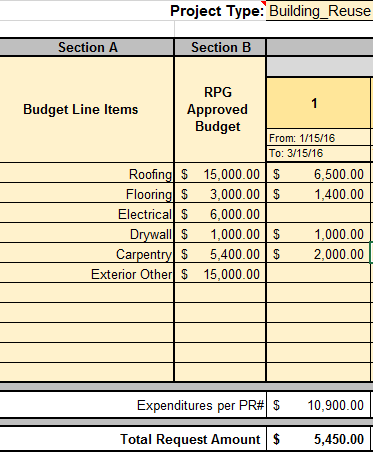 Project Type: Building_Reuse
Section A Section B
Budget Line Items
RPG
Approved
Budget
1
From: 1/15/16
To: 3/15/16
Roofing $ 15,000.00 $ 6,500.00
Flooring $ 3,000.00 $ 1,400.00
Electrical $ 6,000.00
Drywall $ 1,000.00 $ 1,000.00
Carpentry $ 5,400.00 $ 2,000.00
Exterior Other $ 15,000.00
Expenditures per PR# $ 10,900.00
Total Request Amount $ 5,450.00